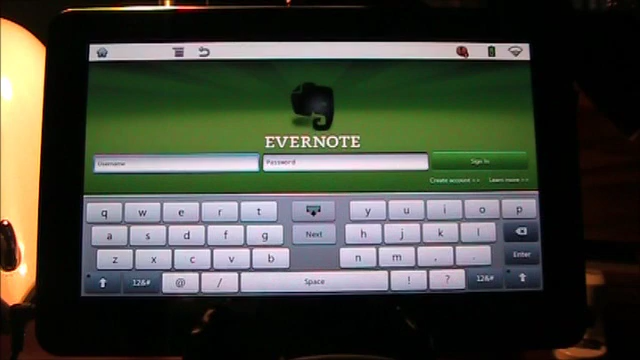 EVERNOTE
Username Password Sign In
Create account >> Learn more >>
q w e r t y u i o p
a s d f g Next h j k l
z x c v b n m , . Enter
12&# @ / Space ! ? 12&#